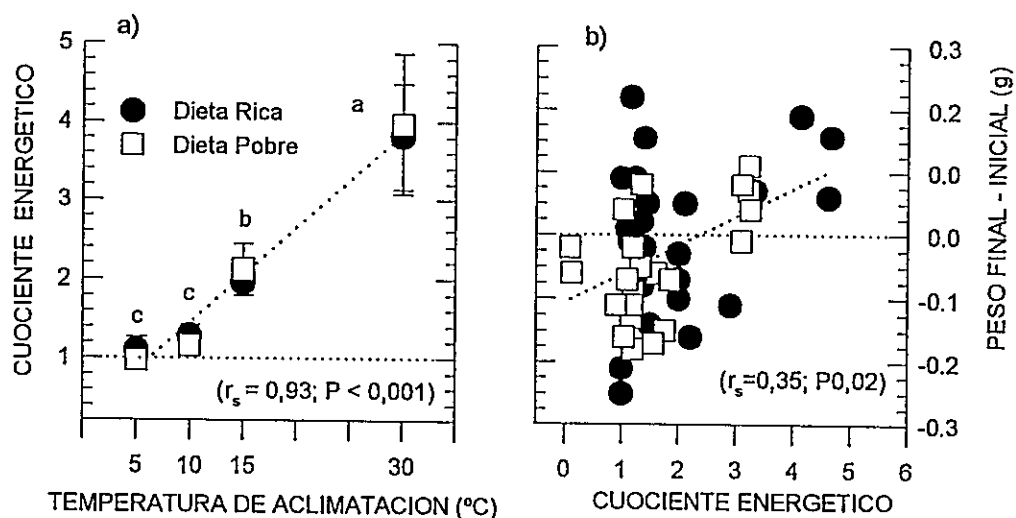 a)
CUOCIENTE ENERGETICO
5
4
3
2
1
Dieta Rica
Dieta Pobre
a
b
c
c
(rs = 0,93; P < 0,001)
5 10 15 30
TEMPERATURA DE ACLIMATACION (ºC)
b)
0.3
0.2
0.0
0.0
-0.1
-0.2
-0.3
PESO FINAL - INICIAL (g)
(rs=0,35; P0,02)
0 1 2 3 4 5 6
CUOCIENTE ENERGETICO